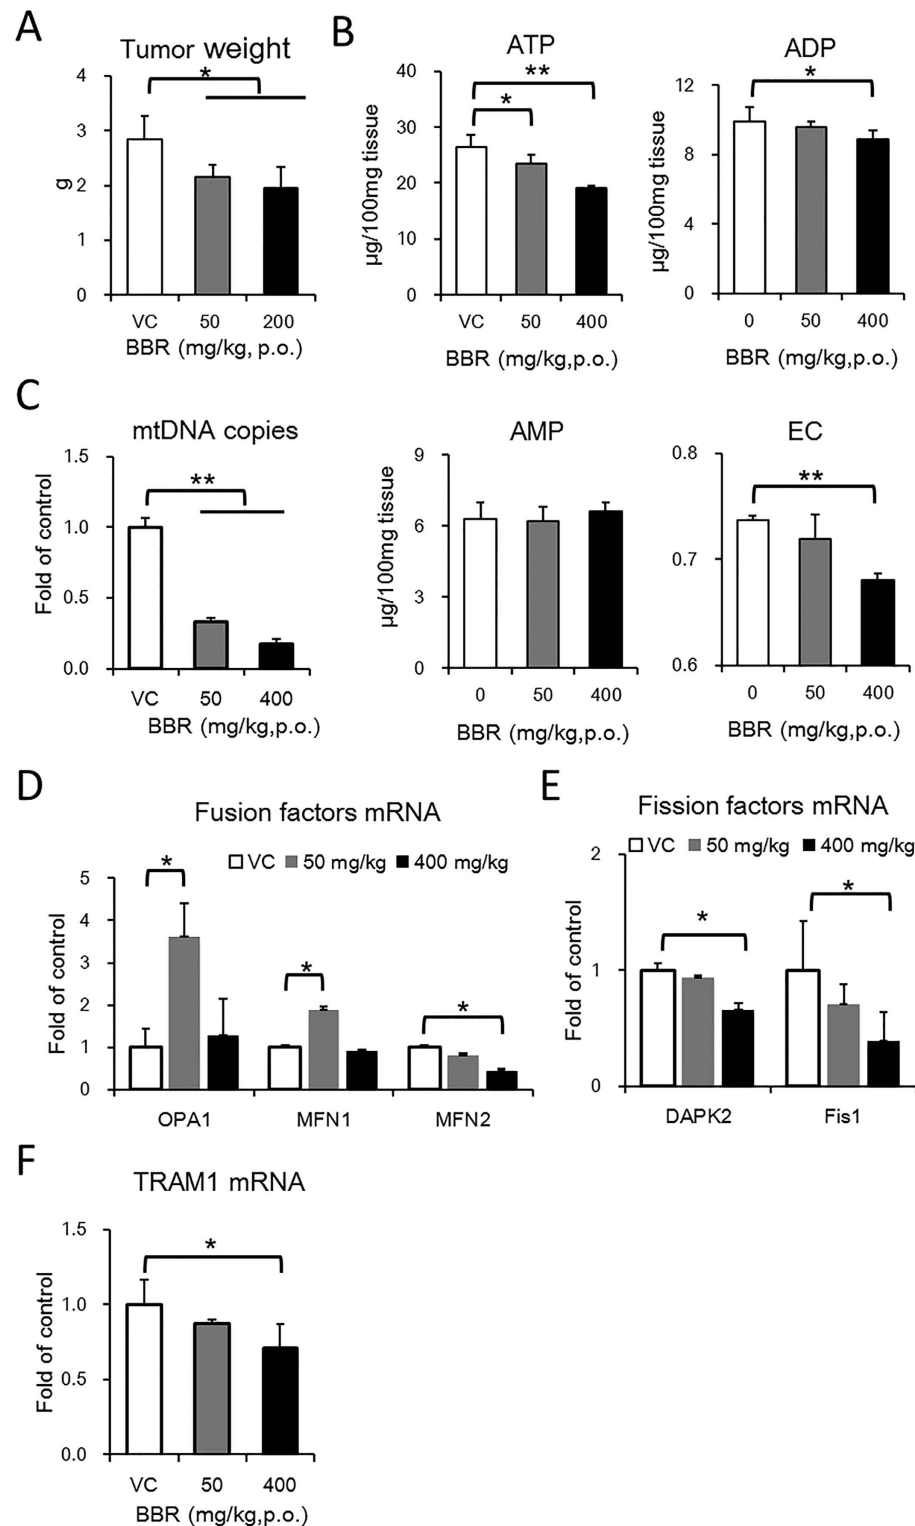 A
Tumor weight
*
4
3
2
1
0
g
VC 50 200
BBR (mg/kg, p.o.)
B
ATP
**
*
40
30
20
10
0
µg/100mg tissue
VC 50 400
BBR (mg/kg,p.o.)
ADP
*
12
8
4
0
µg/100mg tissue
0 50 400
BBR (mg/kg,p.o.)
C
mtDNA copies
**
1.5
1.0
0.5
0.0
Fold of control
VC 50 400
BBR (mg/kg,p.o.)
AMP
9
6
3
0
µg/100mg tissue
0 50 400
BBR (mg/kg,p.o.)
EC
**
0.8
0.7
0.6
0 50 400
BBR (mg/kg,p.o.)
D
Fusion factors mRNA
VC 50 mg/kg 400 mg/kg
*
*
*
5
4
3
2
1
0
Fold of control
OPA1 MFN1 MFN2
E
Fission factors mRNA
VC 50 mg/kg 400 mg/kg
*
*
2
1
0
Fold of control
DAPK2 Fis1
F
TRAM1 mRNA
*
1.5
1.0
0.5
0.0
Fold of control
VC 50 400
BBR (mg/kg,p.o.)